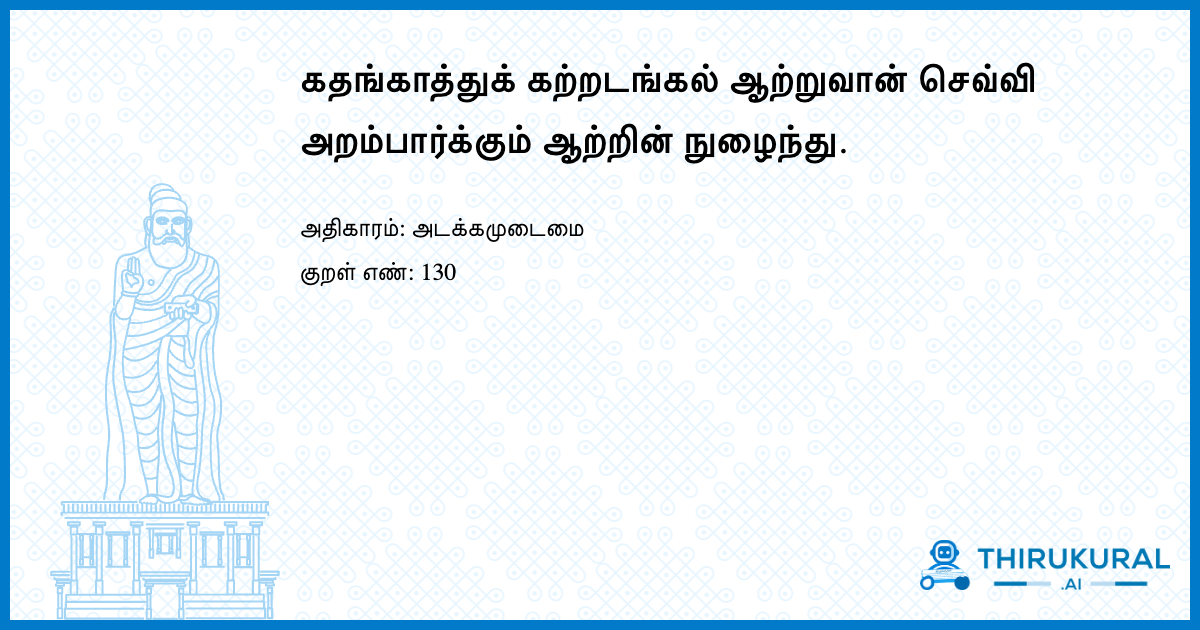 கதங்காத்துக் கற்றடங்கல் ஆற்றுவான் செவ்வி
அறம்பார்க்கும் ஆற்றின் நுழைந்து.
அதிகாரம்: அடக்கமுடைமை
குறள் எண்: 130
THIRUKURAL
.AI